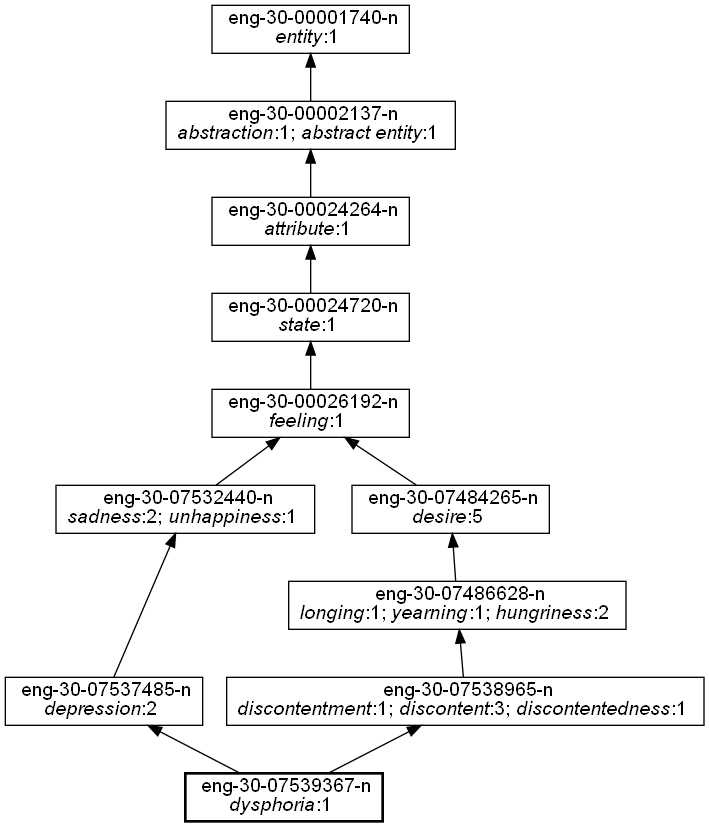 eng-30-00001740-n
entity:1
eng-30-00002137-n
abstraction:1; abstract entity:1
eng-30-00024264-n
attribute:1
eng-30-00024720-n
state:1
eng-30-00026192-n
feeling:1
eng-30-07532440-n
sadness:2; unhappiness:1
eng-30-07484265-n
desire:5
eng-30-07486628-n
longing:1; yearning:1; hungriness:2
eng-30-07537485-n
depression:2
eng-30-07538965-n
discontentment:1; discontent:3; discontentedness:1
eng-30-07539367-n
dysphoria:1